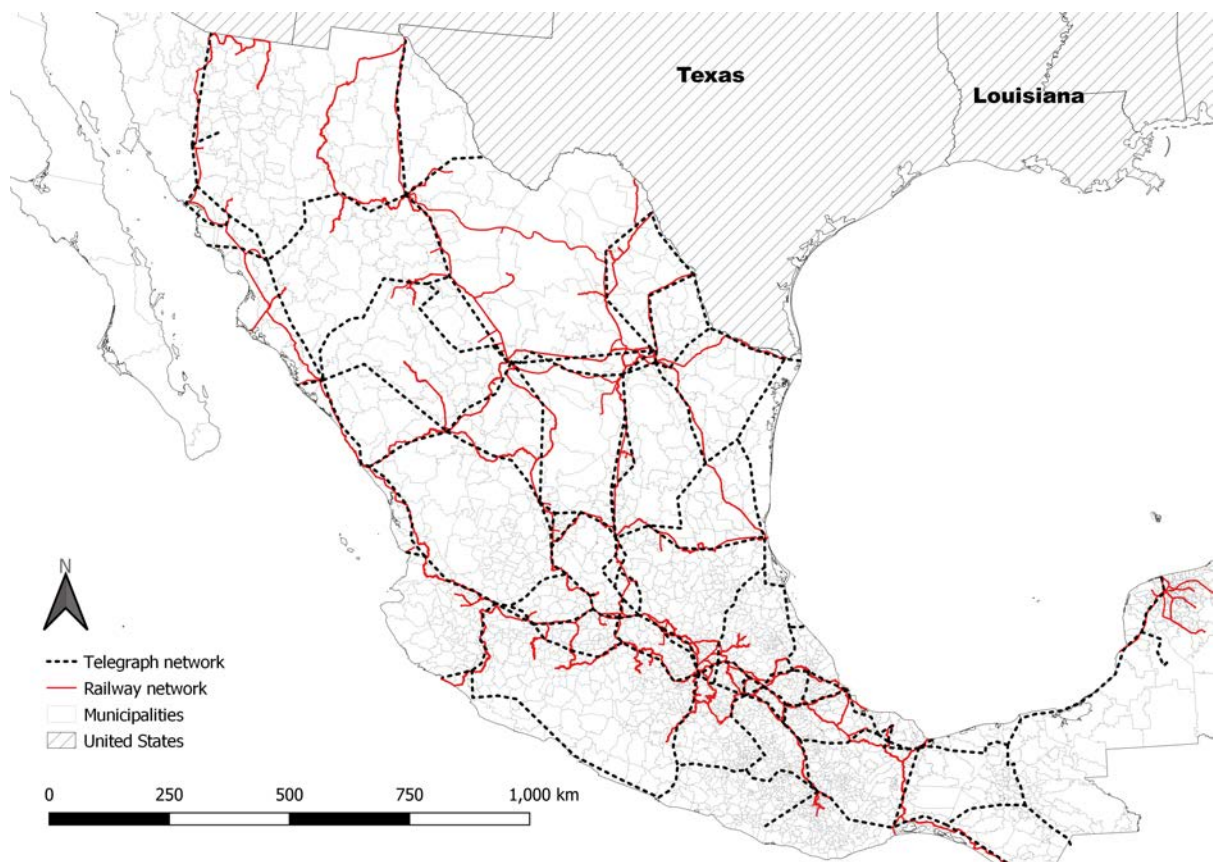 Texas
Louisiana
N
Telegraph network
Railway network
Municipalities
United States
0 250 500 750 1,000 km